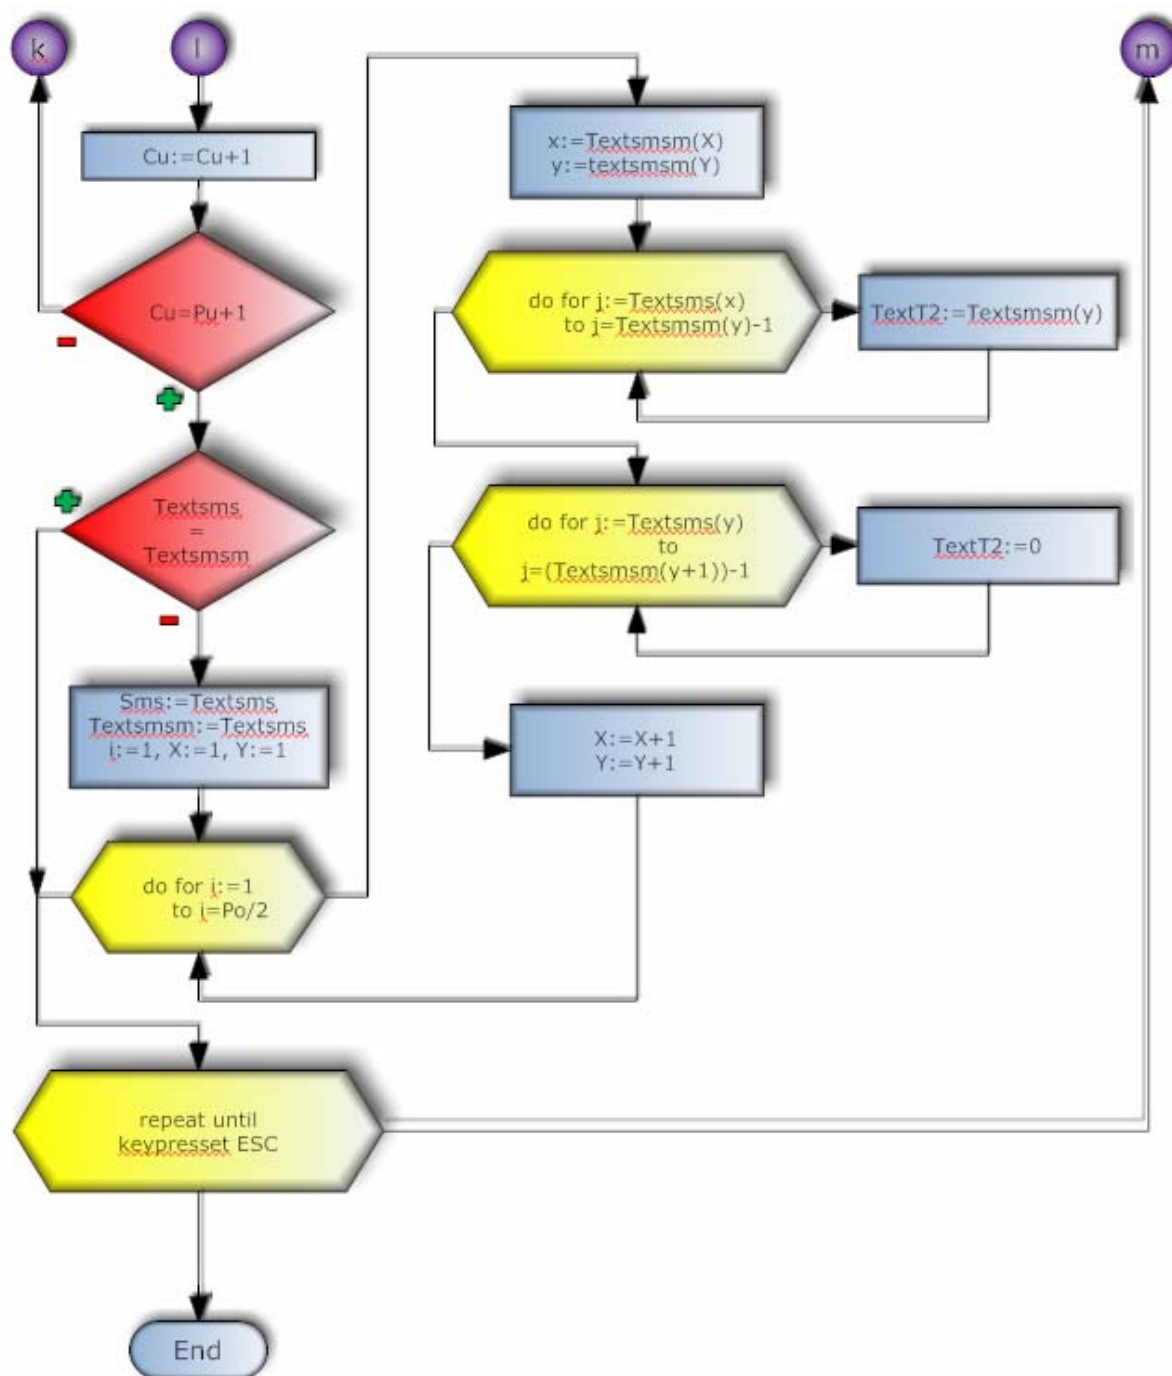 k
l
m
Cu:=Cu+1
Cu=Pu+1
Textsms
=
Textsmsm
Sms:=Textsms
Textsmsm:=Textsms
i:=1, X:=1, Y:=1
do for i:=1
to i=Po/2
x:=Textsmsm(X)
y:=textsmsm(Y)
do for j:=Textsms(x)
to j=Textsmsm(y)-1
TextT2:=Textsmsm(y)
do for j:=Textsms(y)
to
j=(Textsmsm(y+1))-1
TextT2:=0
X:=X+1
Y:=Y+1
repeat until
keypresset ESC
End